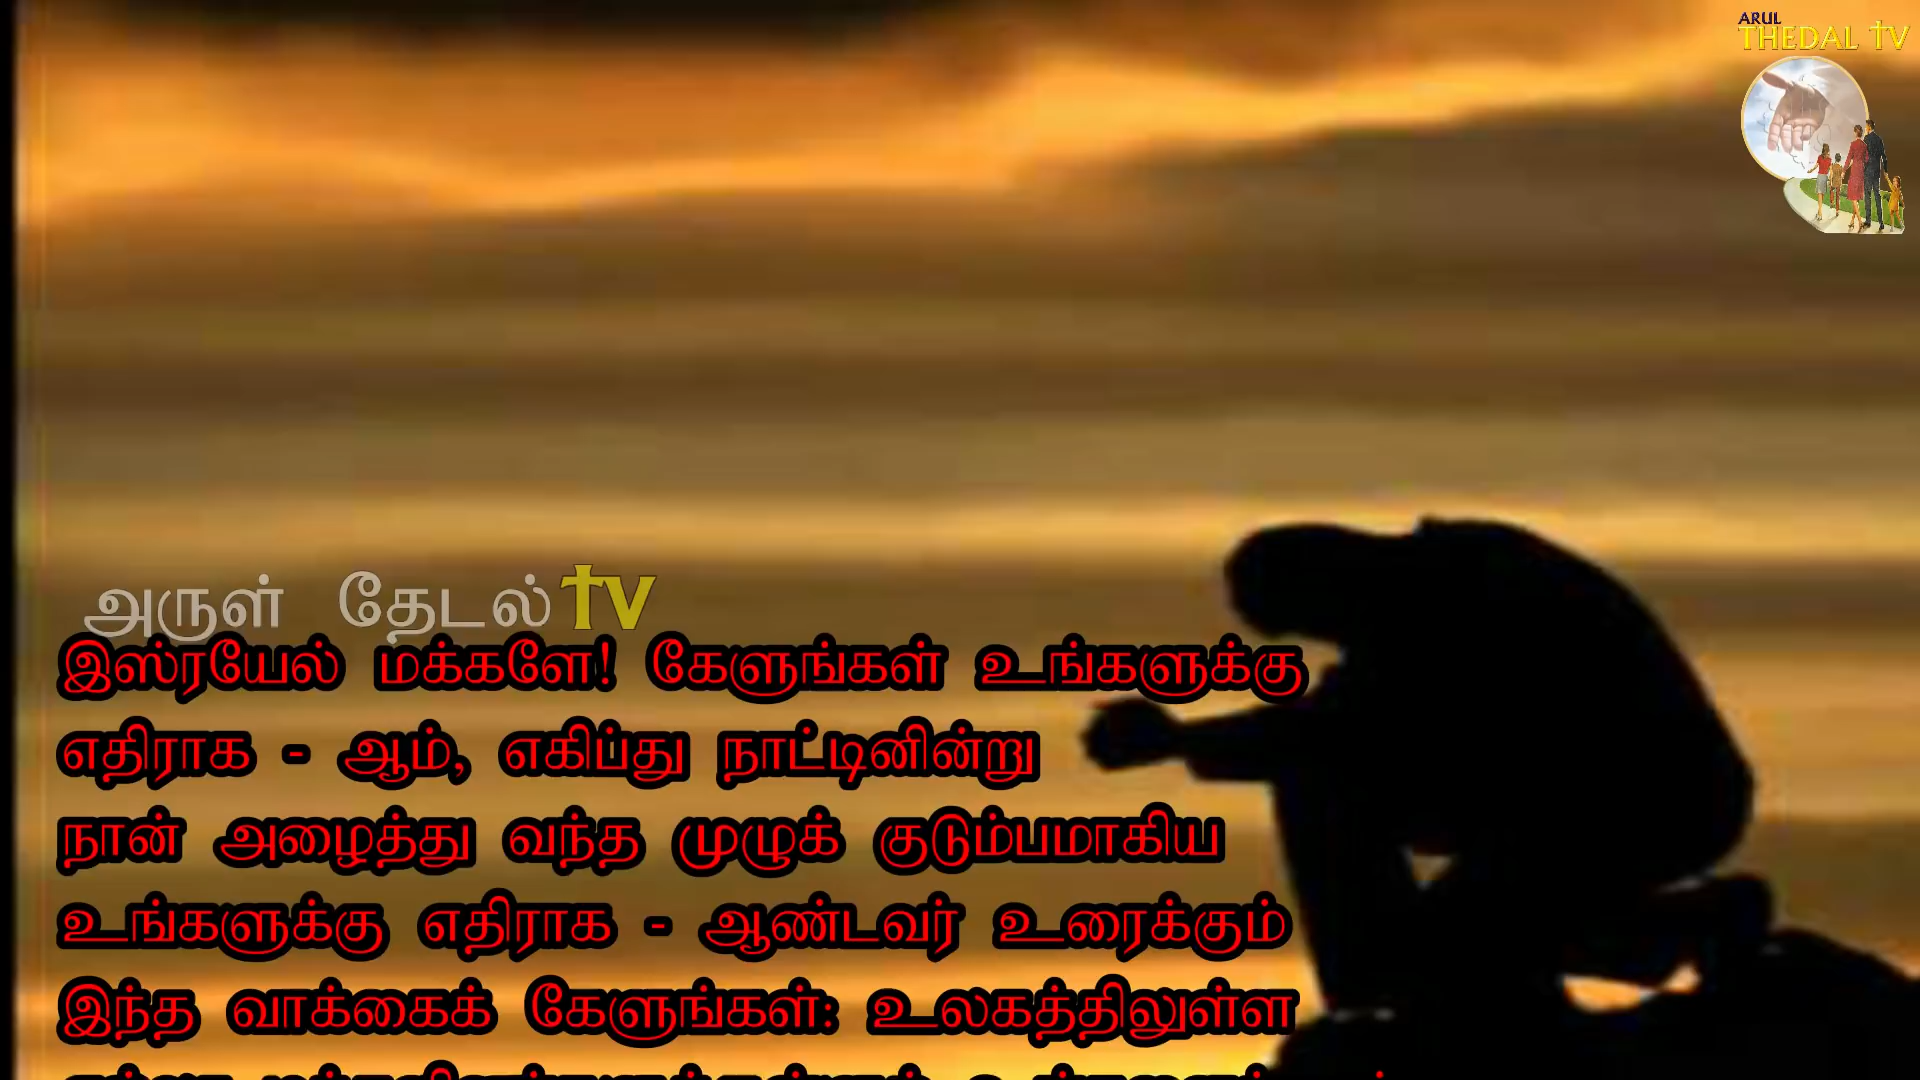 ARUL
THEDAL TV
அருள் தேடல் TV
இஸ்ரயேல் மக்களே! கேளுங்கள் உங்களுக்கு
எதிராக - ஆம், எகிப்து நாட்டினின்று
நான் அழைத்து வந்த முழுக் குடும்பமாகிய
உங்களுக்கு எதிராக - ஆண்டவர் உரைக்கும்
இந்த வாக்கைக் கேளுங்கள்: உலகத்திலுள்ள